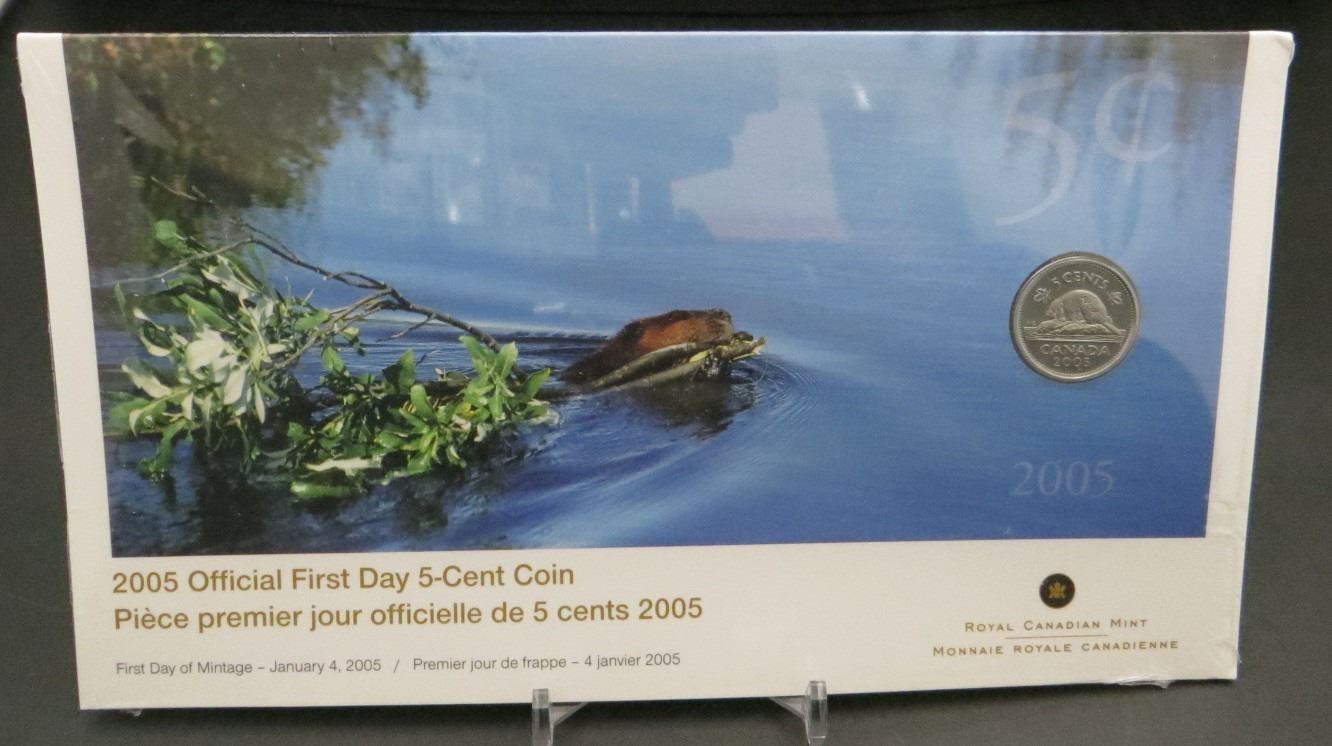 5¢
5 CENTS
CANADA
2005
2005
2005 Official First Day 5-Cent Coin
Pièce premier jour officielle de 5 cents 2005
First Day of Mintage – January 4, 2005 / Premier jour de frappe – 4 janvier 2005
ROYAL CANADIAN MINT
MONNAIE ROYALE CANADIENNE